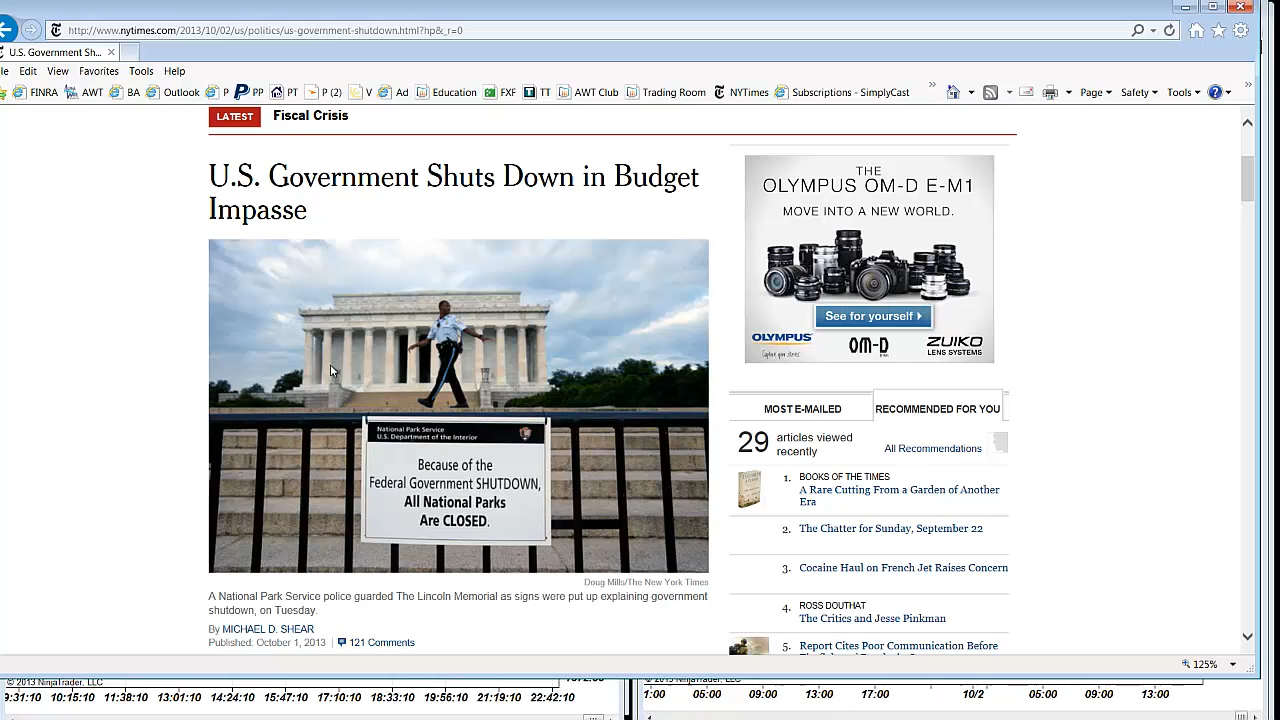 http://www.nytimes.com/2013/10/02/us/politics/us-government-shutdown.html?hp&_r=0
U.S. Government Sh...
Edit View Favorites Tools Help
FINRA AWT BA Outlook P PP PT P (2) V Ad Education FXF TT AWT Club Trading Room NYTimes Subscriptions - SimplyCast
Page Safety Tools
LATEST Fiscal Crisis
U.S. Government Shuts Down in Budget
Impasse
National Park Service
U.S. Department of the Interior
Because of the
Federal Government SHUTDOWN,
All National Parks
Are CLOSED.
Doug Mills/The New York Times
A National Park Service police guarded The Lincoln Memorial as signs were put up explaining government
shutdown, on Tuesday.
By MICHAEL D. SHEAR
Published: October 1, 2013 121 Comments
THE
OLYMPUS OM-D E-M1
MOVE INTO A NEW WORLD.
See for yourself
OLYMPUS
Capture your stories.
OM-D
ZUIKO
LENS SYSTEMS
MOST E-MAILED RECOMMENDED FOR YOU
29 articles viewed
recently
All Recommendations
1. BOOKS OF THE TIMES
A Rare Cutting From a Garden of Another
Era
2. The Chatter for Sunday, September 22
3. Cocaine Haul on French Jet Raises Concern
4. ROSS DOUTHAT
The Critics and Jesse Pinkman
5. Report Cites Poor Communication Before
125%
© 2013 NinjaTrader, LLC
9:31:10 10:15:10 11:38:10 13:01:10 14:24:10 15:47:10 17:10:10 18:33:10 19:56:10 21:19:10 22:42:10
1:00 05:00 09:00 13:00 17:00 10/2 05:00 09:00 13:00